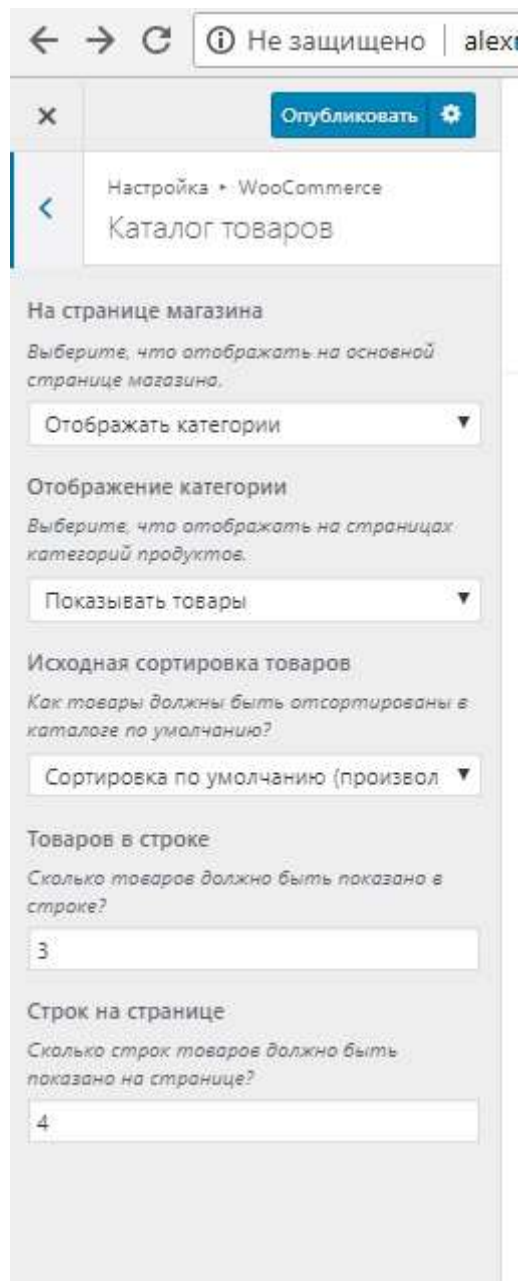 Не защищено
Опубликовать
Настройка ▸ WooCommerce
Каталог товаров
На странице магазина
Выберите, что отображать на основной
странице магазина.
Отображать категории
Отображение категории
Выберите, что отображать на страницах
категорий продуктов.
Показывать товары
Исходная сортировка товаров
Как товары должны быть отсортированы в
каталоге по умолчанию?
Сортировка по умолчанию (произвол
Товаров в строке
Сколько товаров должно быть показано в
строке?
3
Строк на странице
Сколько строк товаров должно быть
показано на странице?
4